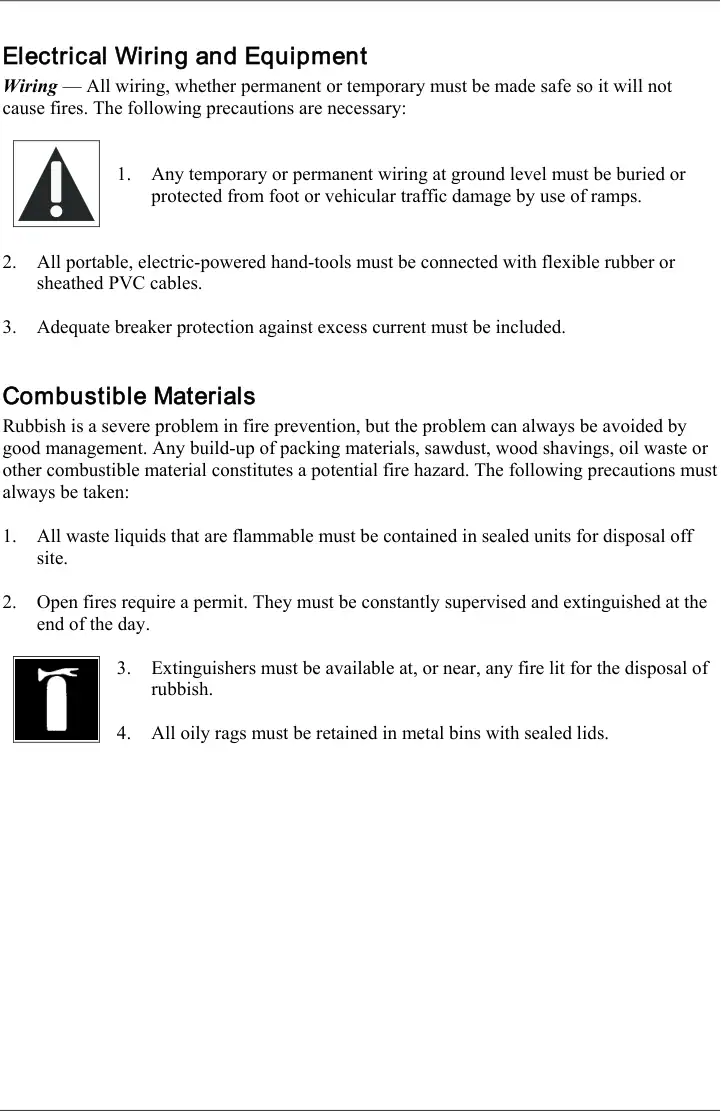 Electrical Wiring and Equipment
Wiring — All wiring, whether permanent or temporary must be made safe so it will not
cause fires. The following precautions are necessary:
1. Any temporary or permanent wiring at ground level must be buried or
protected from foot or vehicular traffic damage by use of ramps.
2. All portable, electric-powered hand-tools must be connected with flexible rubber or
sheathed PVC cables.
3. Adequate breaker protection against excess current must be included.
Combustible Materials
Rubbish is a severe problem in fire prevention, but the problem can always be avoided by
good management. Any build-up of packing materials, sawdust, wood shavings, oil waste or
other combustible material constitutes a potential fire hazard. The following precautions must
always be taken:
1. All waste liquids that are flammable must be contained in sealed units for disposal off
site.
2. Open fires require a permit. They must be constantly supervised and extinguished at the
end of the day.
3. Extinguishers must be available at, or near, any fire lit for the disposal of
rubbish.
4. All oily rags must be retained in metal bins with sealed lids.